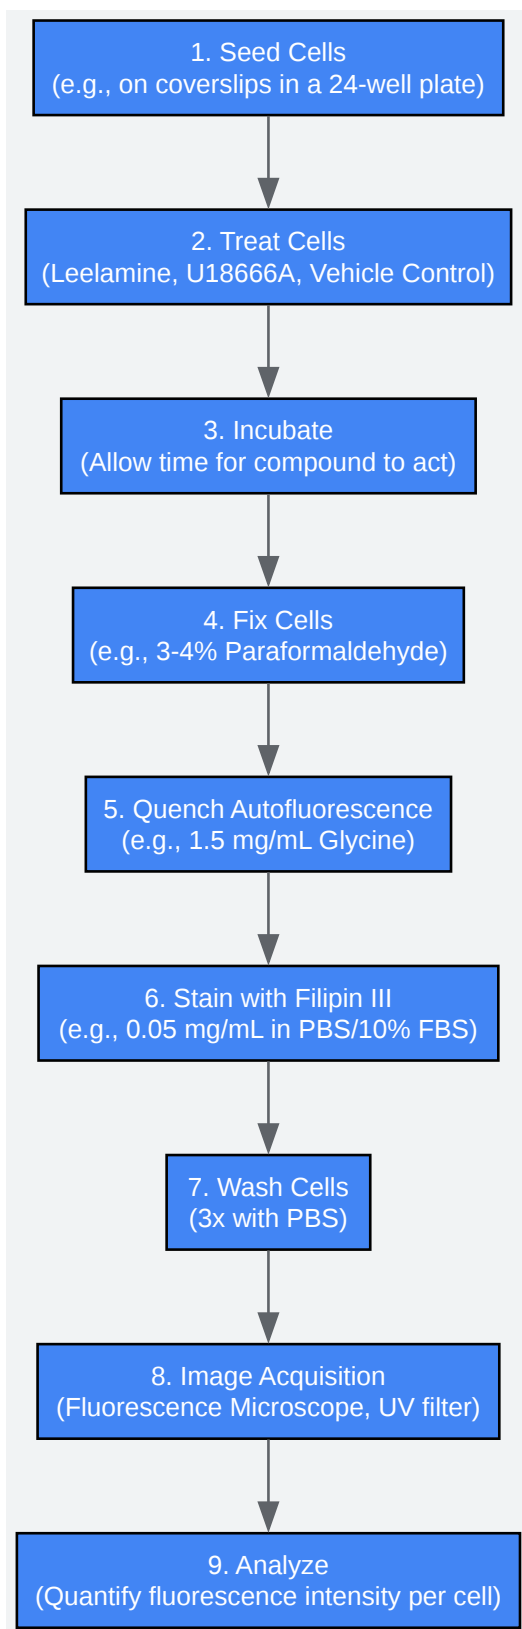 1. Seed Cells
(e.g., on coverslips in a 24-well plate)
2. Treat Cells
(Leelamine, U18666A, Vehicle Control)
3. Incubate
(Allow time for compound to act)
4. Fix Cells
(e.g., 3-4% Paraformaldehyde)
5. Quench Autofluorescence
(e.g., 1.5 mg/mL Glycine)
6. Stain with Filipin III
(e.g., 0.05 mg/mL in PBS/10% FBS)
7. Wash Cells
(3x with PBS)
8. Image Acquisition
(Fluorescence Microscope, UV filter)
9. Analyze
(Quantify fluorescence intensity per cell)